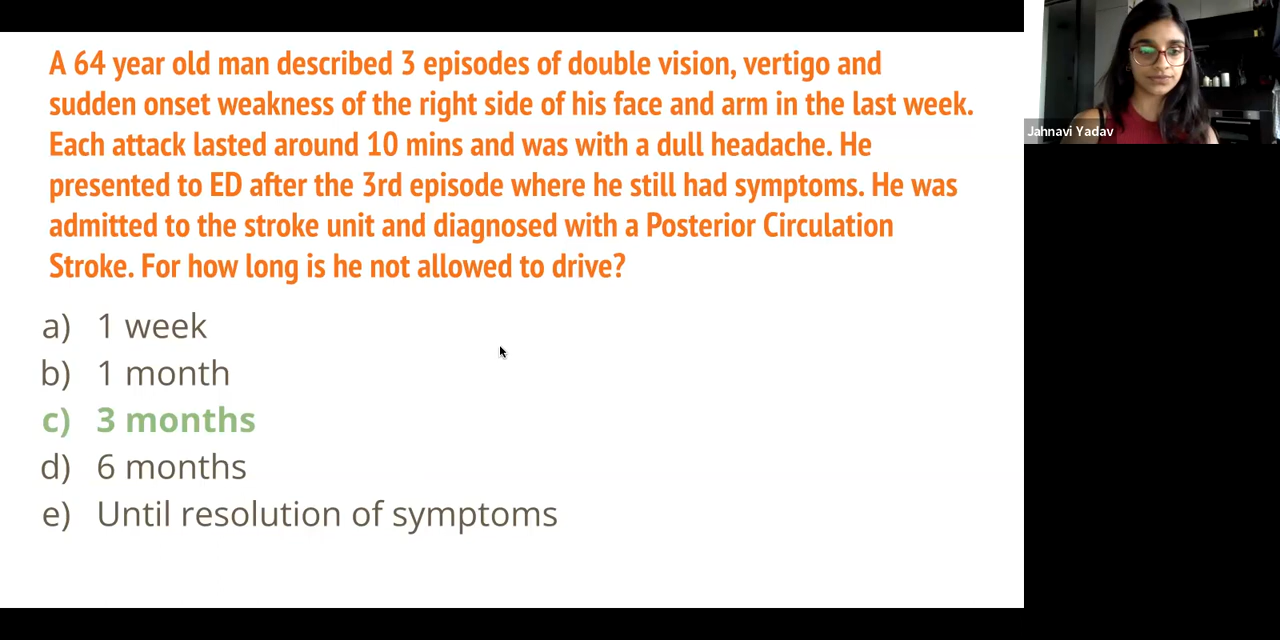 A 64 year old man described 3 episodes of double vision, vertigo and
sudden onset weakness of the right side of his face and arm in the last week.
Each attack lasted around 10 mins and was with a dull headache. He
presented to ED after the 3rd episode where he still had symptoms. He was
admitted to the stroke unit and diagnosed with a Posterior Circulation
Stroke. For how long is he not allowed to drive?
a) 1 week
b) 1 month
c) 3 months
d) 6 months
e) Until resolution of symptoms
Jahnavi Yadav